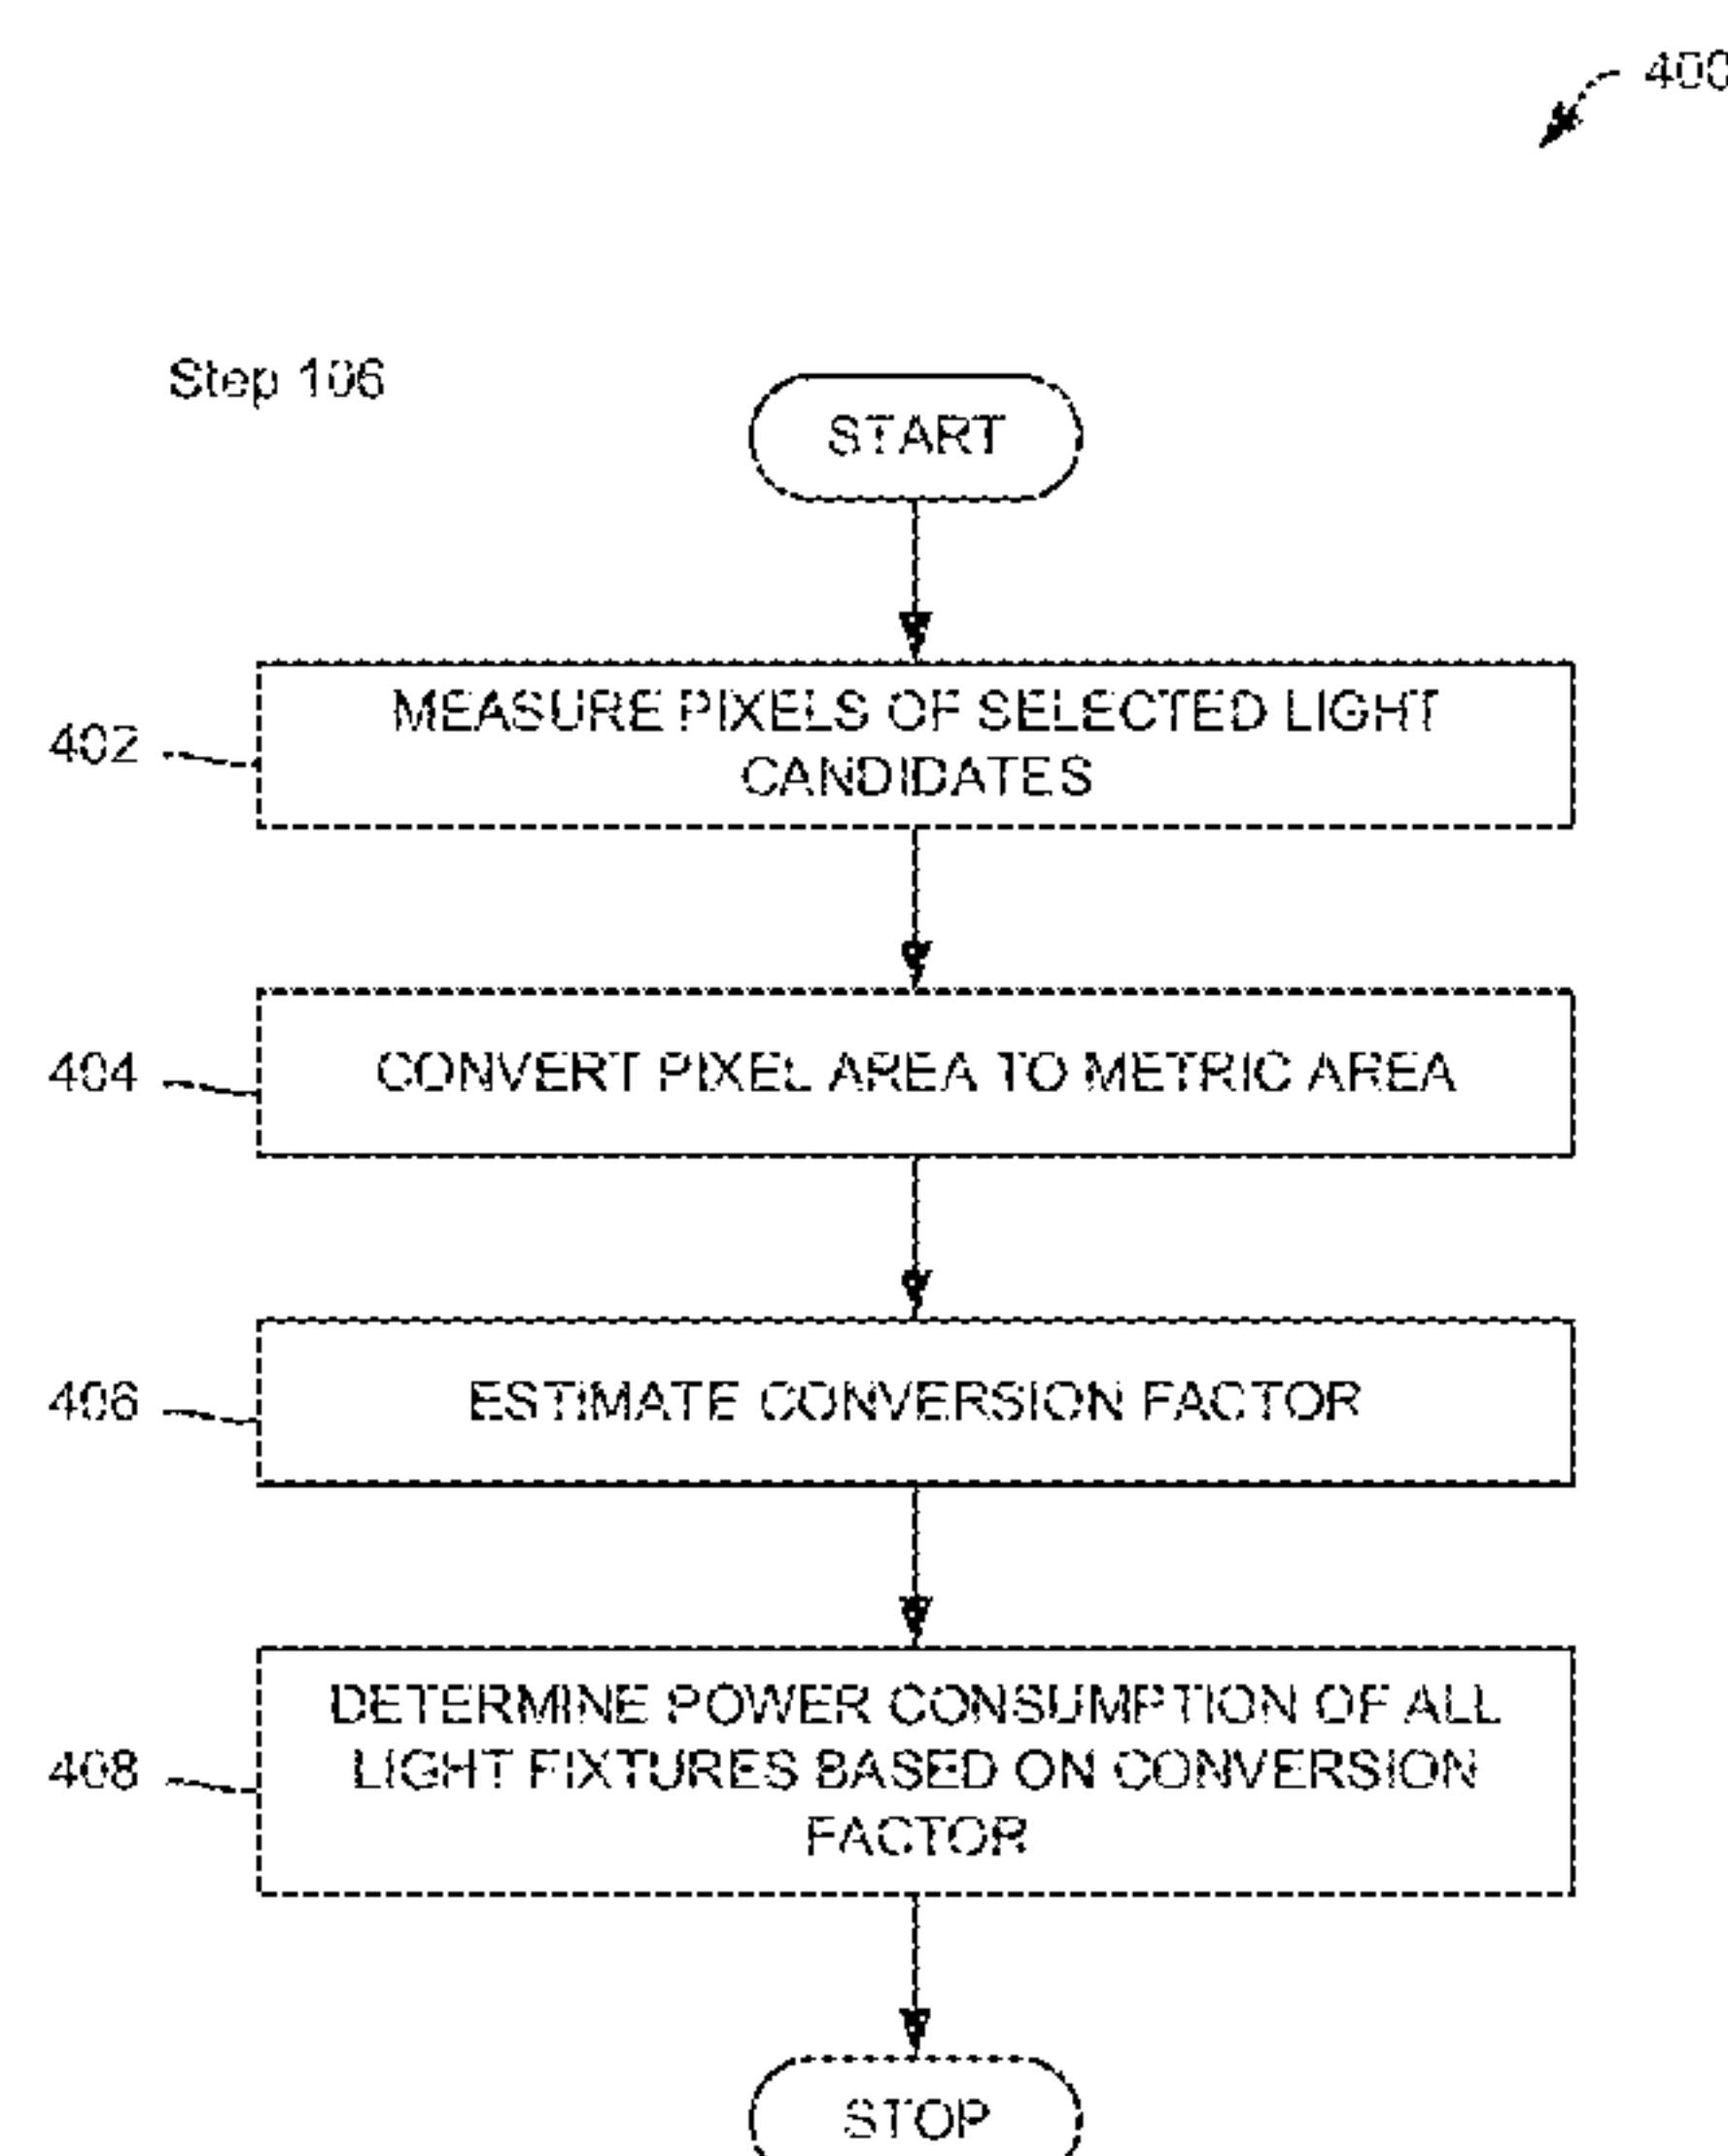 400
Step 106
START
MEASURE PIXELS OF SELECTED LIGHT
CANDIDATES
402
CONVERT PIXEL AREA TO METRIC AREA
404
ESTIMATE CONVERSION FACTOR
406
DETERMINE POWER CONSUMPTION OF ALL
LIGHT FIXTURES BASED ON CONVERSION
FACTOR
408
STOP